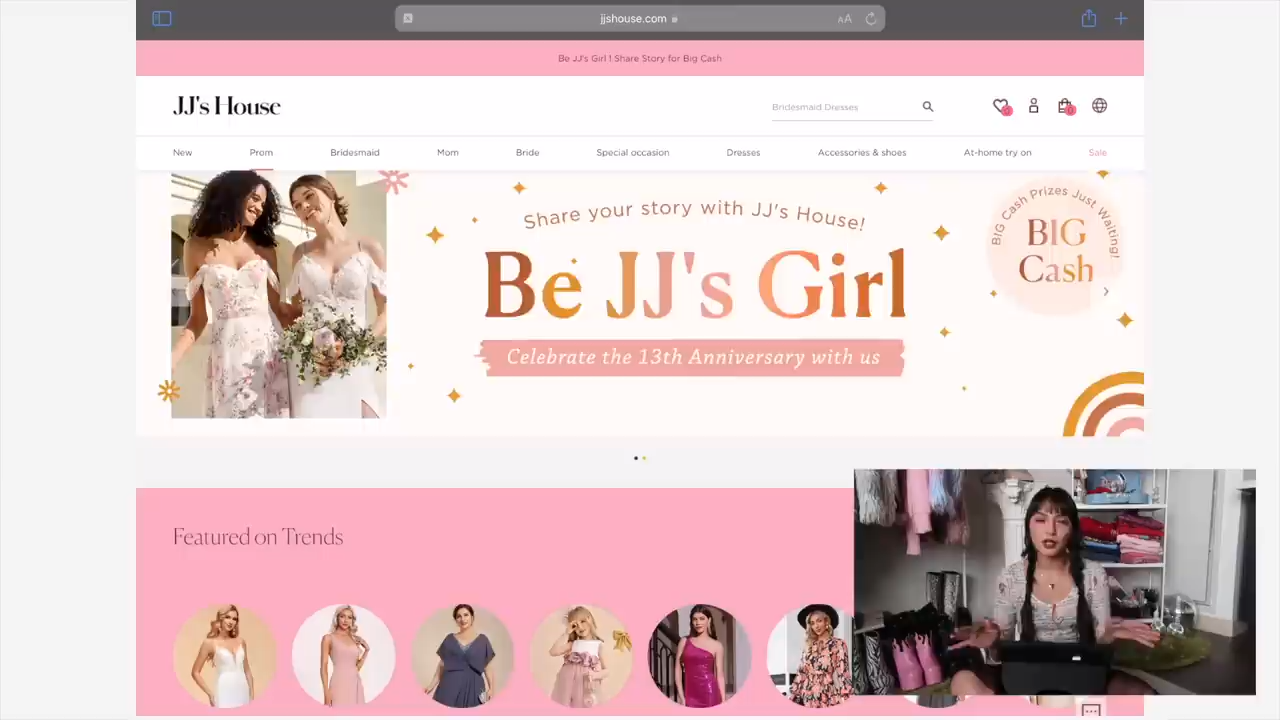 jjshouse.com
AA
Be JJ's Girl ! Share Story for Big Cash
JJ's House
Bridesmaid Dresses
New
Prom
Bridesmaid
Mom
Bride
Special occasion
Dresses
Accessories & shoes
At-home try on
Sale
Share your story with JJ's House!
Be JJ's Girl
Celebrate the 13th Anniversary with us
BIG Cash Prizes Just Waiting!
BIG
Cash
Featured on Trends